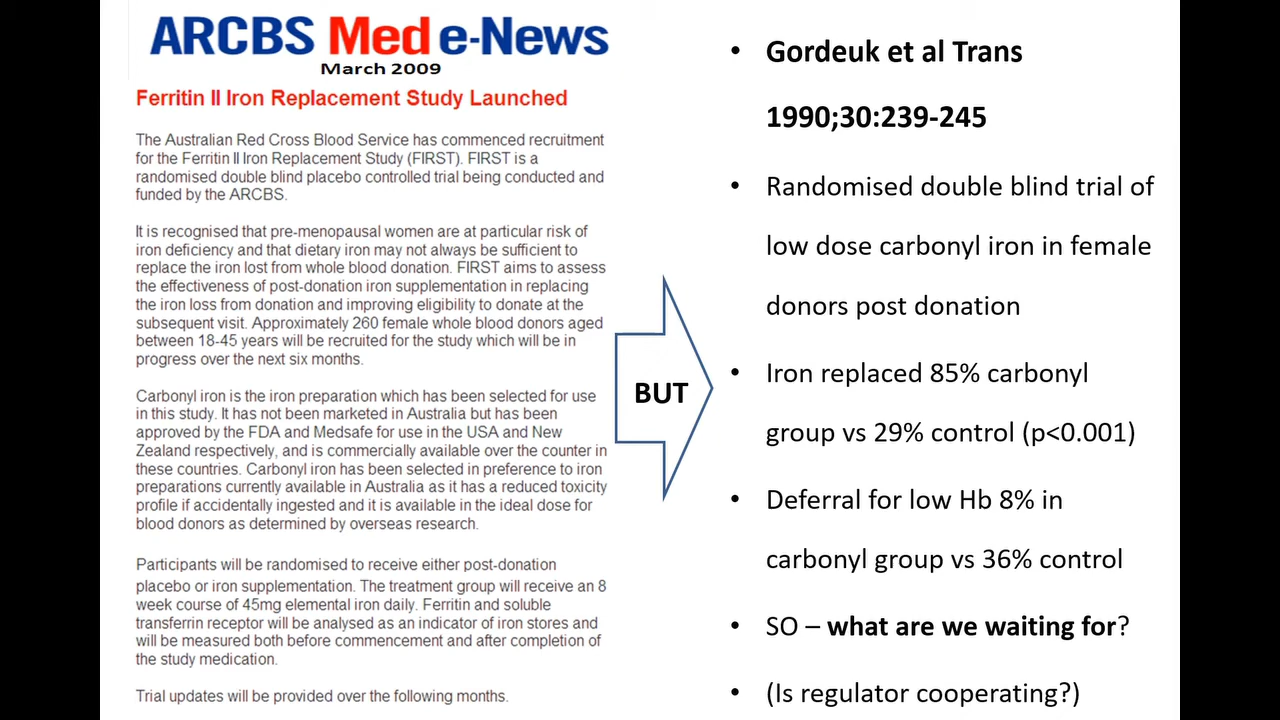 ARCBS Med e-News
March 2009
Ferritin II Iron Replacement Study Launched
The Australian Red Cross Blood Service has commenced recruitment
for the Ferritin II Iron Replacement Study (FIRST). FIRST is a
randomised double blind placebo controlled trial being conducted and
funded by the ARCBS.
It is recognised that pre-menopausal women are at particular risk of
iron deficiency and that dietary iron may not always be sufficient to
replace the iron lost from whole blood donation. FIRST aims to assess
the effectiveness of post-donation iron supplementation in replacing
the iron loss from donation and improving eligibility to donate at the
subsequent visit. Approximately 260 female whole blood donors aged
between 18-45 years will be recruited for the study which will be in
progress over the next six months.
Carbonyl iron is the iron preparation which has been selected for use
in this study. It has not been marketed in Australia but has been
approved by the FDA and Medsafe for use in the USA and New
Zealand respectively, and is commercially available over the counter in
these countries. Carbonyl iron has been selected in preference to iron
preparations currently available in Australia as it has a reduced toxicity
profile if accidentally ingested and it is available in the ideal dose for
blood donors as determined by overseas research.
Participants will be randomised to receive either post-donation
placebo or iron supplementation. The treatment group will receive an 8
week course of 45mg elemental iron daily. Ferritin and soluble
transferrin receptor will be analysed as an indicator of iron stores and
will be measured both before commencement and after completion of
the study medication.
Trial updates will be provided over the following months.
BUT
• Gordeuk et al Trans
1990;30:239-245
• Randomised double blind trial of
low dose carbonyl iron in female
donors post donation
• Iron replaced 85% carbonyl
group vs 29% control (p<0.001)
• Deferral for low Hb 8% in
carbonyl group vs 36% control
• SO – what are we waiting for?
• (Is regulator cooperating?)